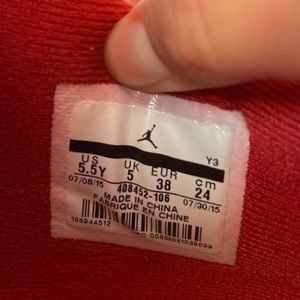 Y3
US UK EUR cm
5.5Y 5 38 24
07/08/15 07/30/15
408452-106
MADE IN CHINA
FABRIQUE EN CHINE
105944512